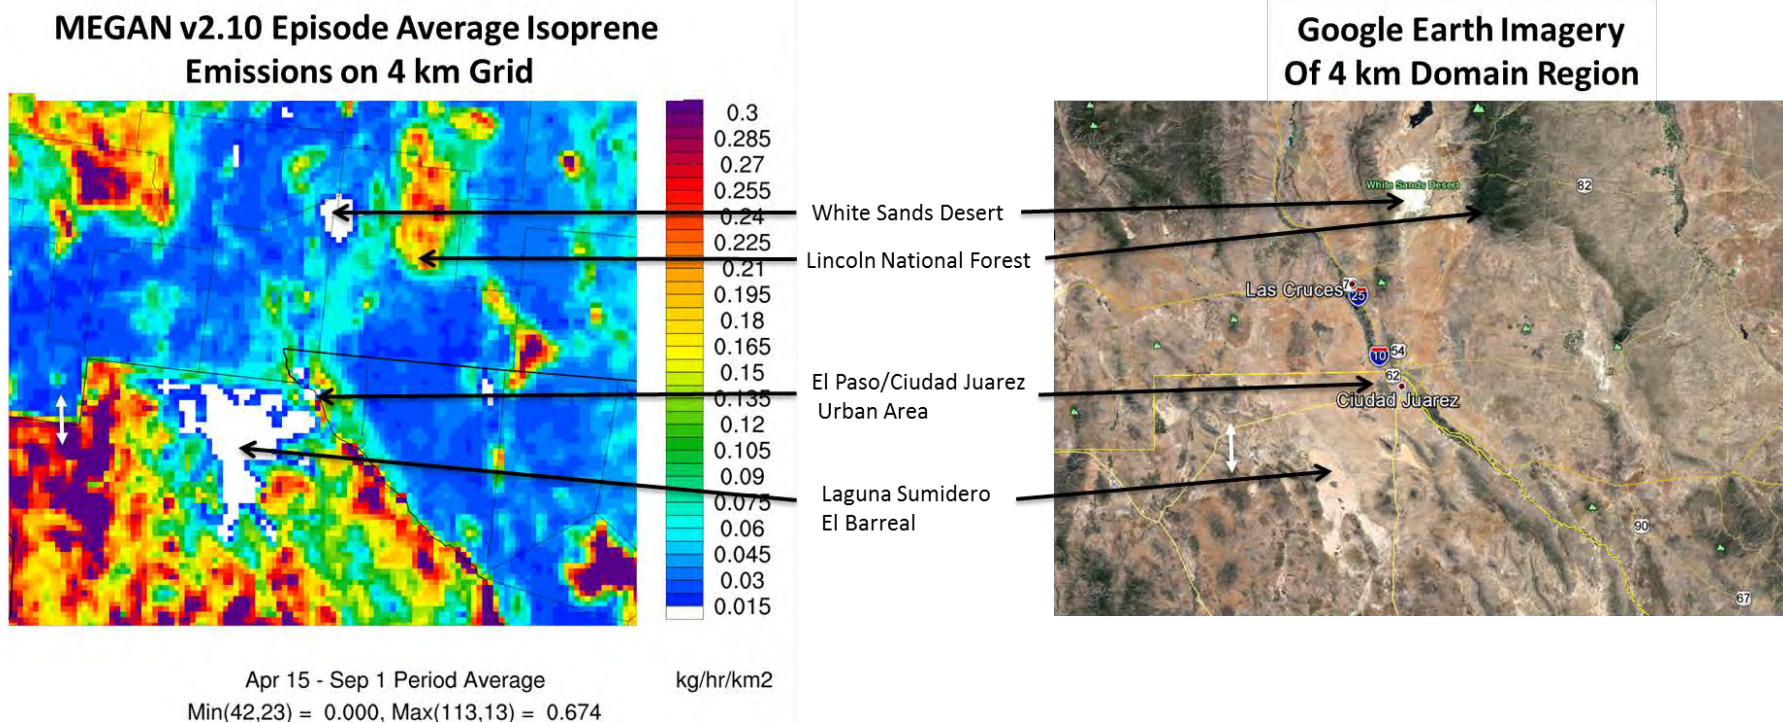 MEGAN v2.10 Episode Average Isoprene
Emissions on 4 km Grid
Google Earth Imagery
Of 4 km Domain Region
0.3
0.285
0.27
0.255
0.24
0.225
0.21
0.195
0.18
0.165
0.15
0.135
0.12
0.105
0.09
0.075
0.06
0.045
0.03
0.015
kg/hr/km2
Apr 15 - Sep 1 Period Average
Min(42,23) = 0.000, Max(113,13) = 0.674
White Sands Desert
Lincoln National Forest
El Paso/Ciudad Juarez
Urban Area
Laguna Sumidero
El Barreal
White Sands Desert
82
Las Cruces
7
25
10
54
62
Ciudad Juarez
90
67